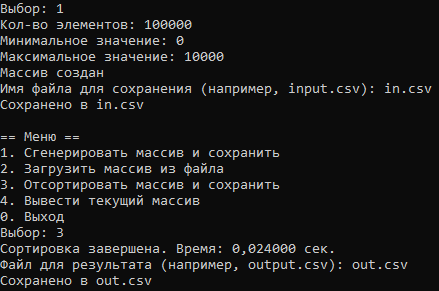 Выбор: 1
Кол-во элементов: 100000
Минимальное значение: 0
Максимальное значение: 10000
Массив создан
Имя файла для сохранения (например, input.csv): in.csv
Сохранено в in.csv

== Меню ==
1. Сгенерировать массив и сохранить
2. Загрузить массив из файла
3. Отсортировать массив и сохранить
4. Вывести текущий массив
0. Выход
Выбор: 3
Сортировка завершена. Время: 0,024000 сек.
Файл для результата (например, output.csv): out.csv
Сохранено в out.csv